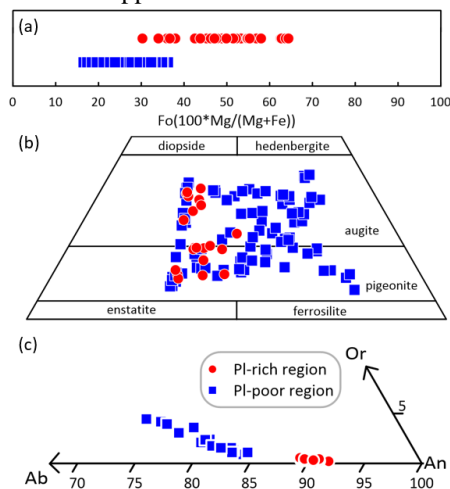 (a)
0 10 20 30 40 50 60 70 80 90 100
Fo(100*Mg/(Mg+Fe))
(b)
diopside hedenbergite
augite
pigeonite
enstatite ferrosilite
(c)
Or
Pl-rich region
Pl-poor region
5
An
Ab
70 75 80 85 90 95 100